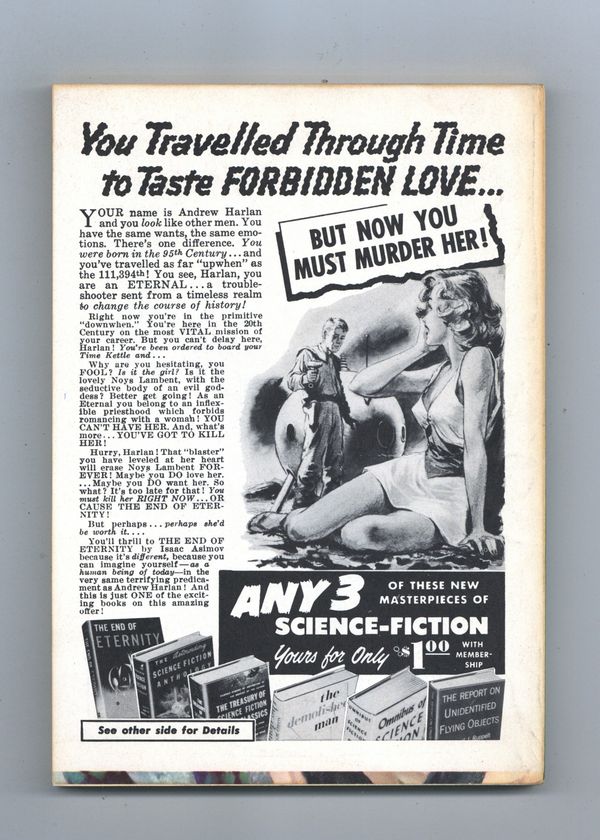 You Travelled Through Time
to Taste FORBIDDEN LOVE...
BUT NOW YOU
MUST MURDER HER!
YOUR name is Andrew Harlan
and you look like other men. You
have the same wants, the same emo-
tions. There's one difference. You
were born in the 95th Century...and
you've travelled as far "upwhen" as
the 111,394th! You see, Harlan, you
are an ETERNAL...a trouble-
shooter sent from a timeless realm
to change the course of history!
Right now you're in the primitive
"downwhen." You're here in the 20th
Century on the most VITAL mission of
your career. But you can't delay here,
Harlan! You've been ordered to board your
Time Kettle and...
Why are you hesitating, you
FOOL? Is it the girl? Is it the
lovely Noys Lambent, with the
seductive body of an evil god-
dess? Better get going! As an
Eternal you belong to an inflex-
ible priesthood which forbids
romancing with a woman! YOU
CAN'T HAVE HER. And, what's
more...YOU'VE GOT TO KILL
HER!
Hurry, Harlan! That "blaster"
you have leveled at her heart
will erase Noys Lambent FOR-
EVER! Maybe you DO love her.
...Maybe you DO want her. So
what? It's too late for that! You
must kill her RIGHT NOW...OR
CAUSE THE END OF ETER-
NITY!
But perhaps...perhaps she'd
be worth it....
You'll thrill to THE END OF
ETERNITY by Isaac Asimov
because it's different, because you
can imagine yourself—as a
human being of today—in the
very same terrifying predica-
ment as Andrew Harlan! And
this is just ONE of the excit-
ing books on this amazing
offer!
ANY 3 OF THESE NEW
MASTERPIECES OF
SCIENCE-FICTION
Yours for Only $1.00 WITH
MEMBER-
SHIP
THE END OF
ETERNITY
THE Astounding
SCIENCE FICTION
ANTHOLOGY
THE TREASURY OF
SCIENCE FICTION
CLASSICS
the
demolished
man
OMNIBUS
OF
SCIENCE
FICTION
Omnibus of
SCIENCE
FICTION
THE REPORT ON
UNIDENTIFIED
FLYING OBJECTS
Ruppelt
See other side for Details